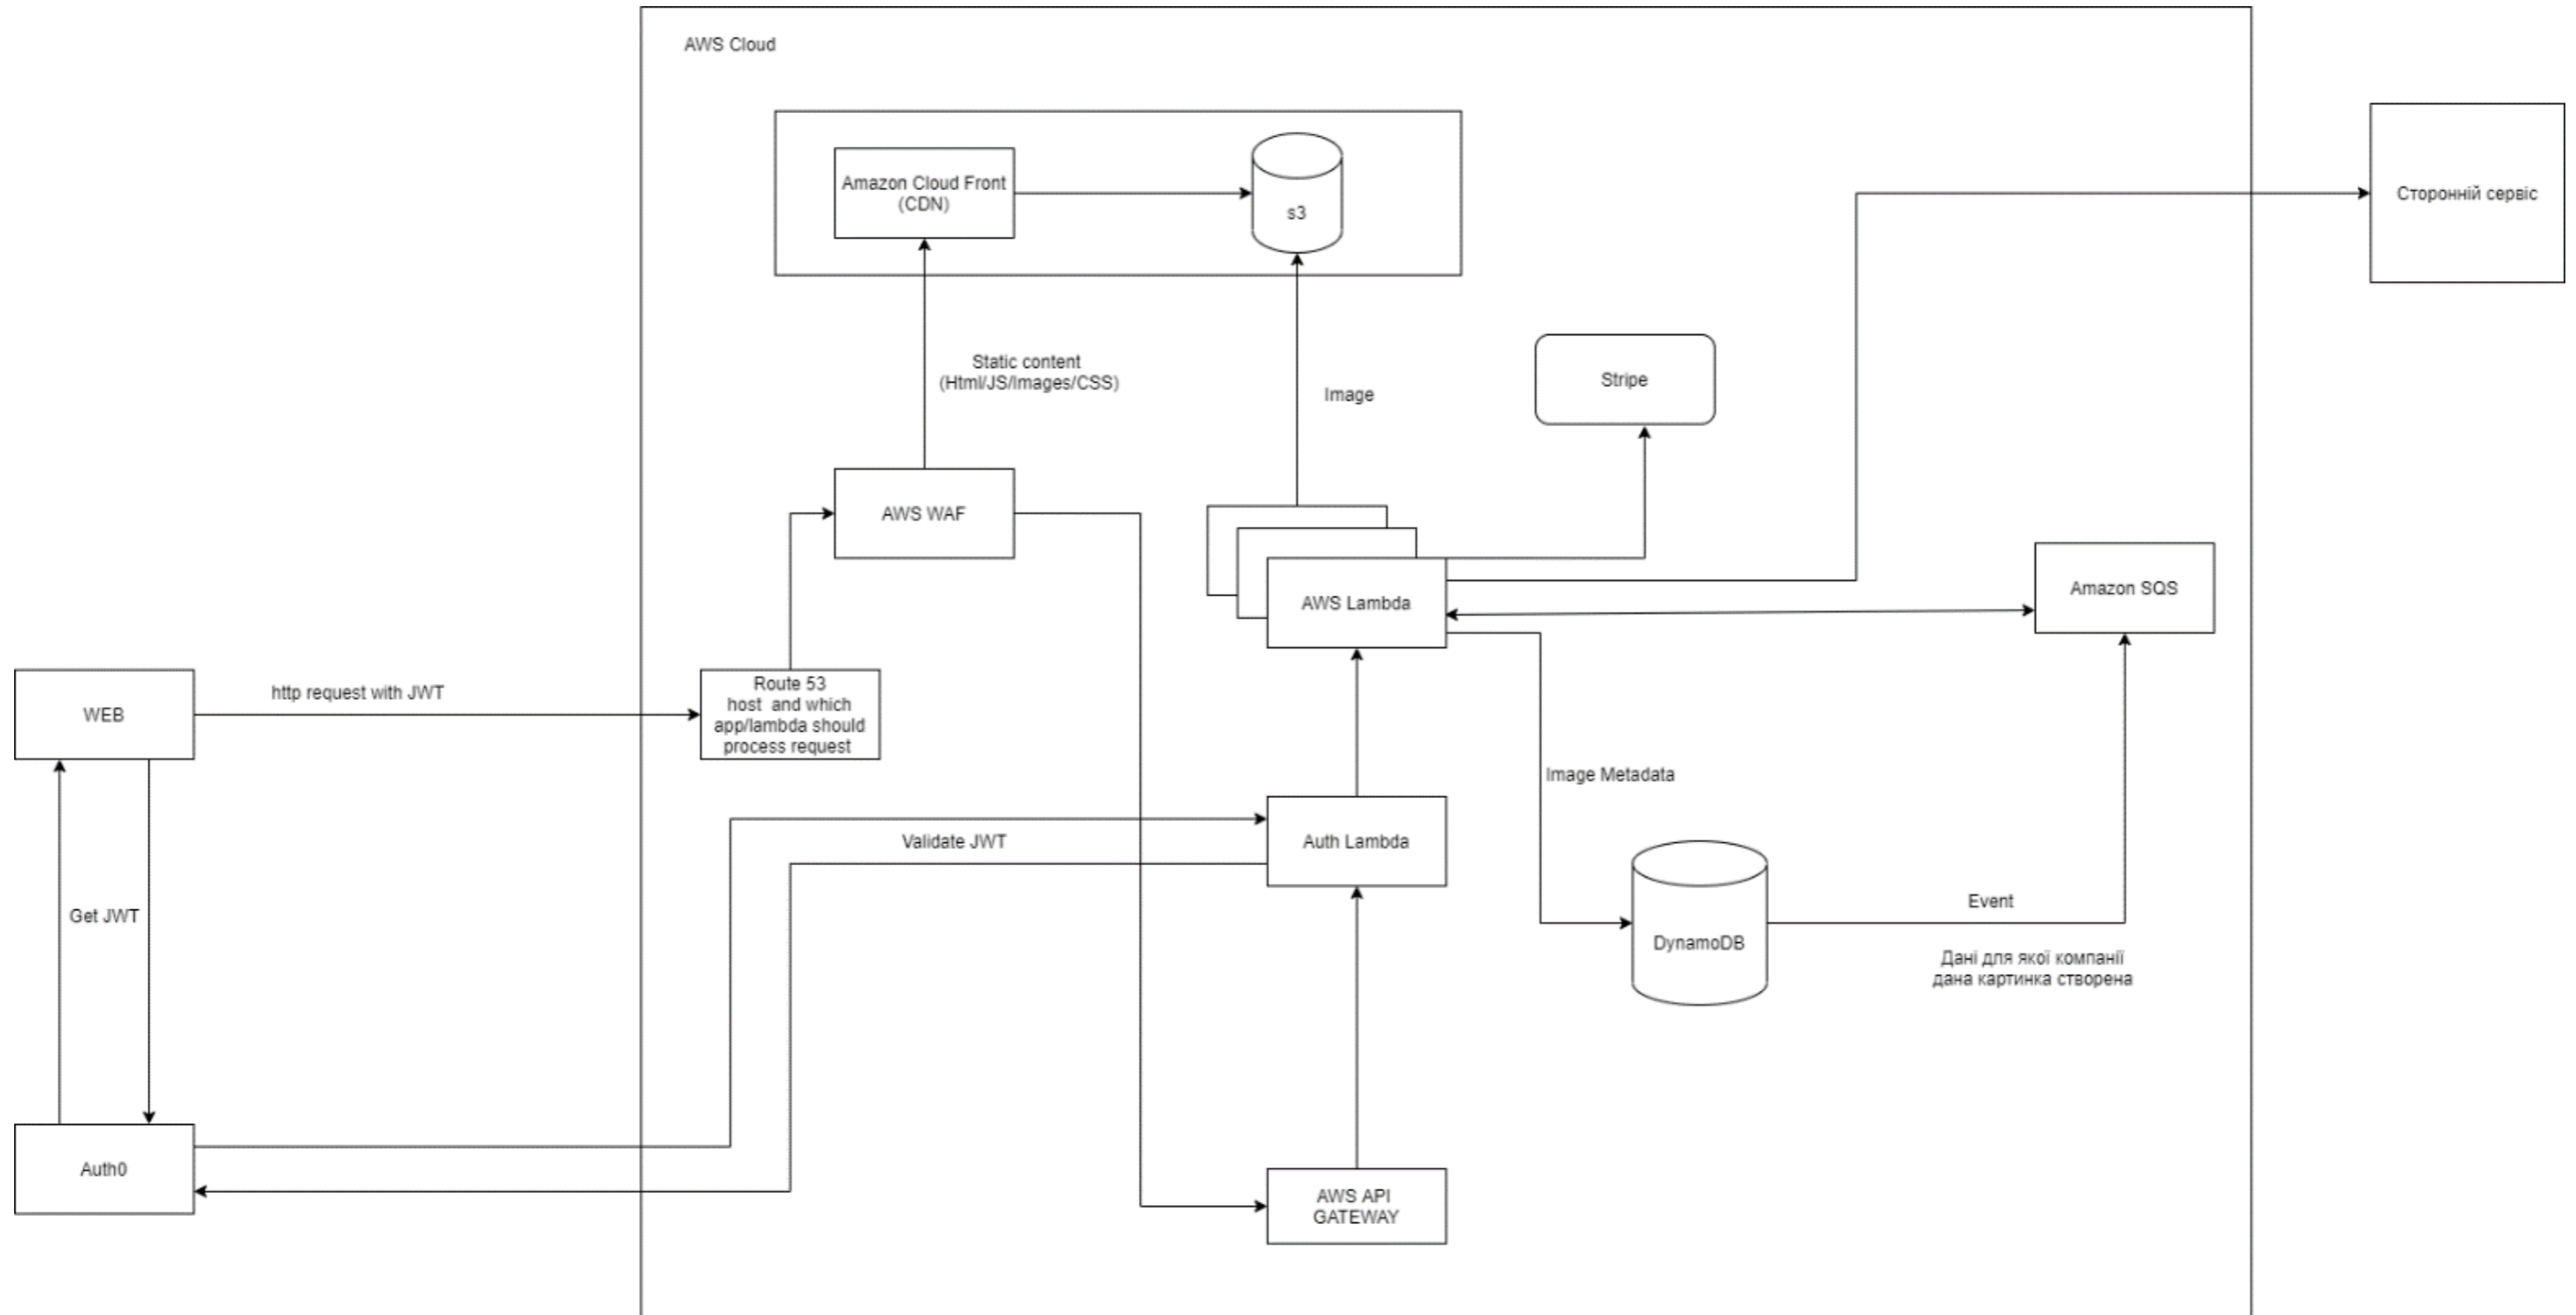 AWS Cloud
Amazon Cloud Front
(CDN)
s3
Сторонній сервіс
Static content
(Html/JS/Images/CSS)
Image
Stripe
AWS WAF
AWS Lambda
Amazon SQS
http request with JWT
WEB
Route 53
host and which
app/lambda should
process request
Image Metadata
Validate JWT
Auth Lambda
Get JWT
Event
DynamoDB
Дані для якої компанії
дана картинка створена
Auth0
AWS API
GATEWAY